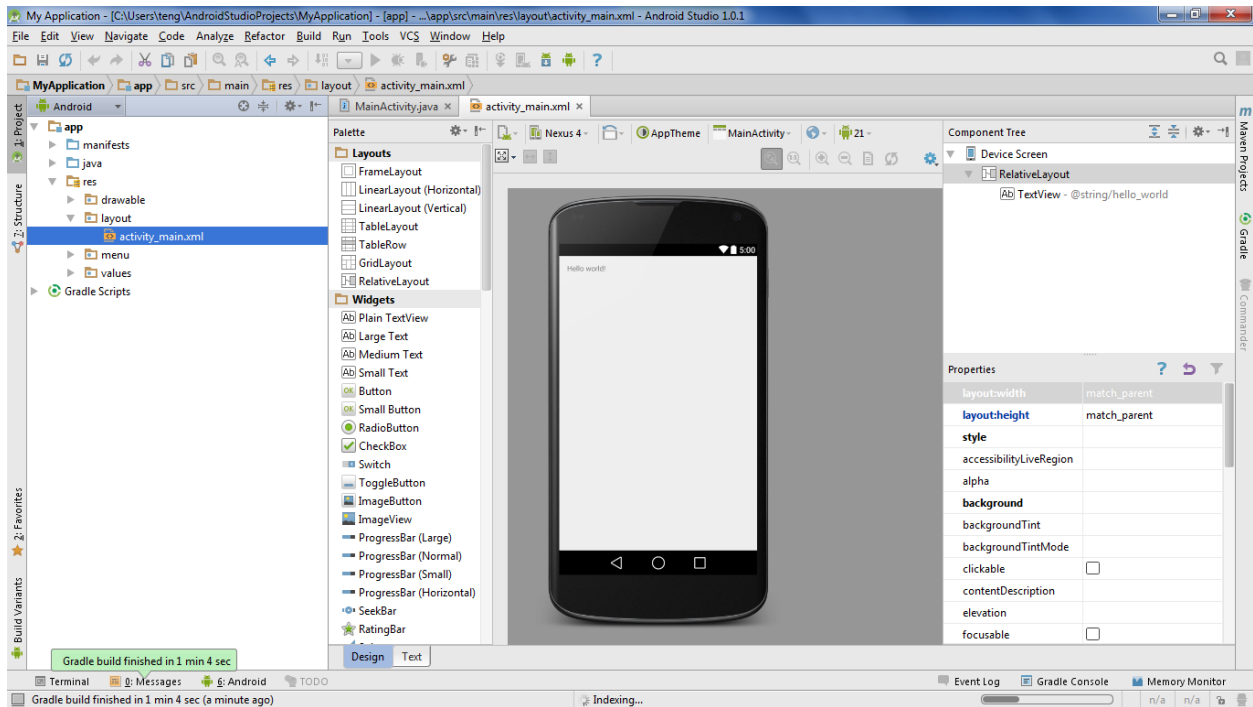 My Application - [C:\Users\teng\AndroidStudioProjects\MyApplication] - [app] - ...\app\src\main\res\layout\activity_main.xml - Android Studio 1.0.1
File Edit View Navigate Code Analyze Refactor Build Run Tools VCS Window Help
MyApplication app src main res layout activity_main.xml
1: Project
7: Structure
2: Favorites
Build Variants
Android
app
manifests
java
res
drawable
layout
activity_main.xml
menu
values
Gradle Scripts
MainActivity.java × activity_main.xml ×
Palette
Layouts
FrameLayout
LinearLayout (Horizontal)
LinearLayout (Vertical)
TableLayout
TableRow
GridLayout
RelativeLayout
Widgets
Plain TextView
Large Text
Medium Text
Small Text
Button
Small Button
RadioButton
CheckBox
Switch
ToggleButton
ImageButton
ImageView
ProgressBar (Large)
ProgressBar (Normal)
ProgressBar (Small)
ProgressBar (Horizontal)
SeekBar
RatingBar
Nexus 4 AppTheme MainActivity 21
5:00
Hello world!
Design Text
Component Tree
Device Screen
RelativeLayout
Ab TextView - @string/hello_world
Properties
layout:width match_parent
layout:height match_parent
style
accessibilityLiveRegion
alpha
background
backgroundTint
backgroundTintMode
clickable
contentDescription
elevation
focusable
Maven Projects
Gradle
Commander
Gradle build finished in 1 min 4 sec
Terminal 0: Messages 6: Android TODO Event Log Gradle Console Memory Monitor
Gradle build finished in 1 min 4 sec (a minute ago) Indexing... n/a n/a